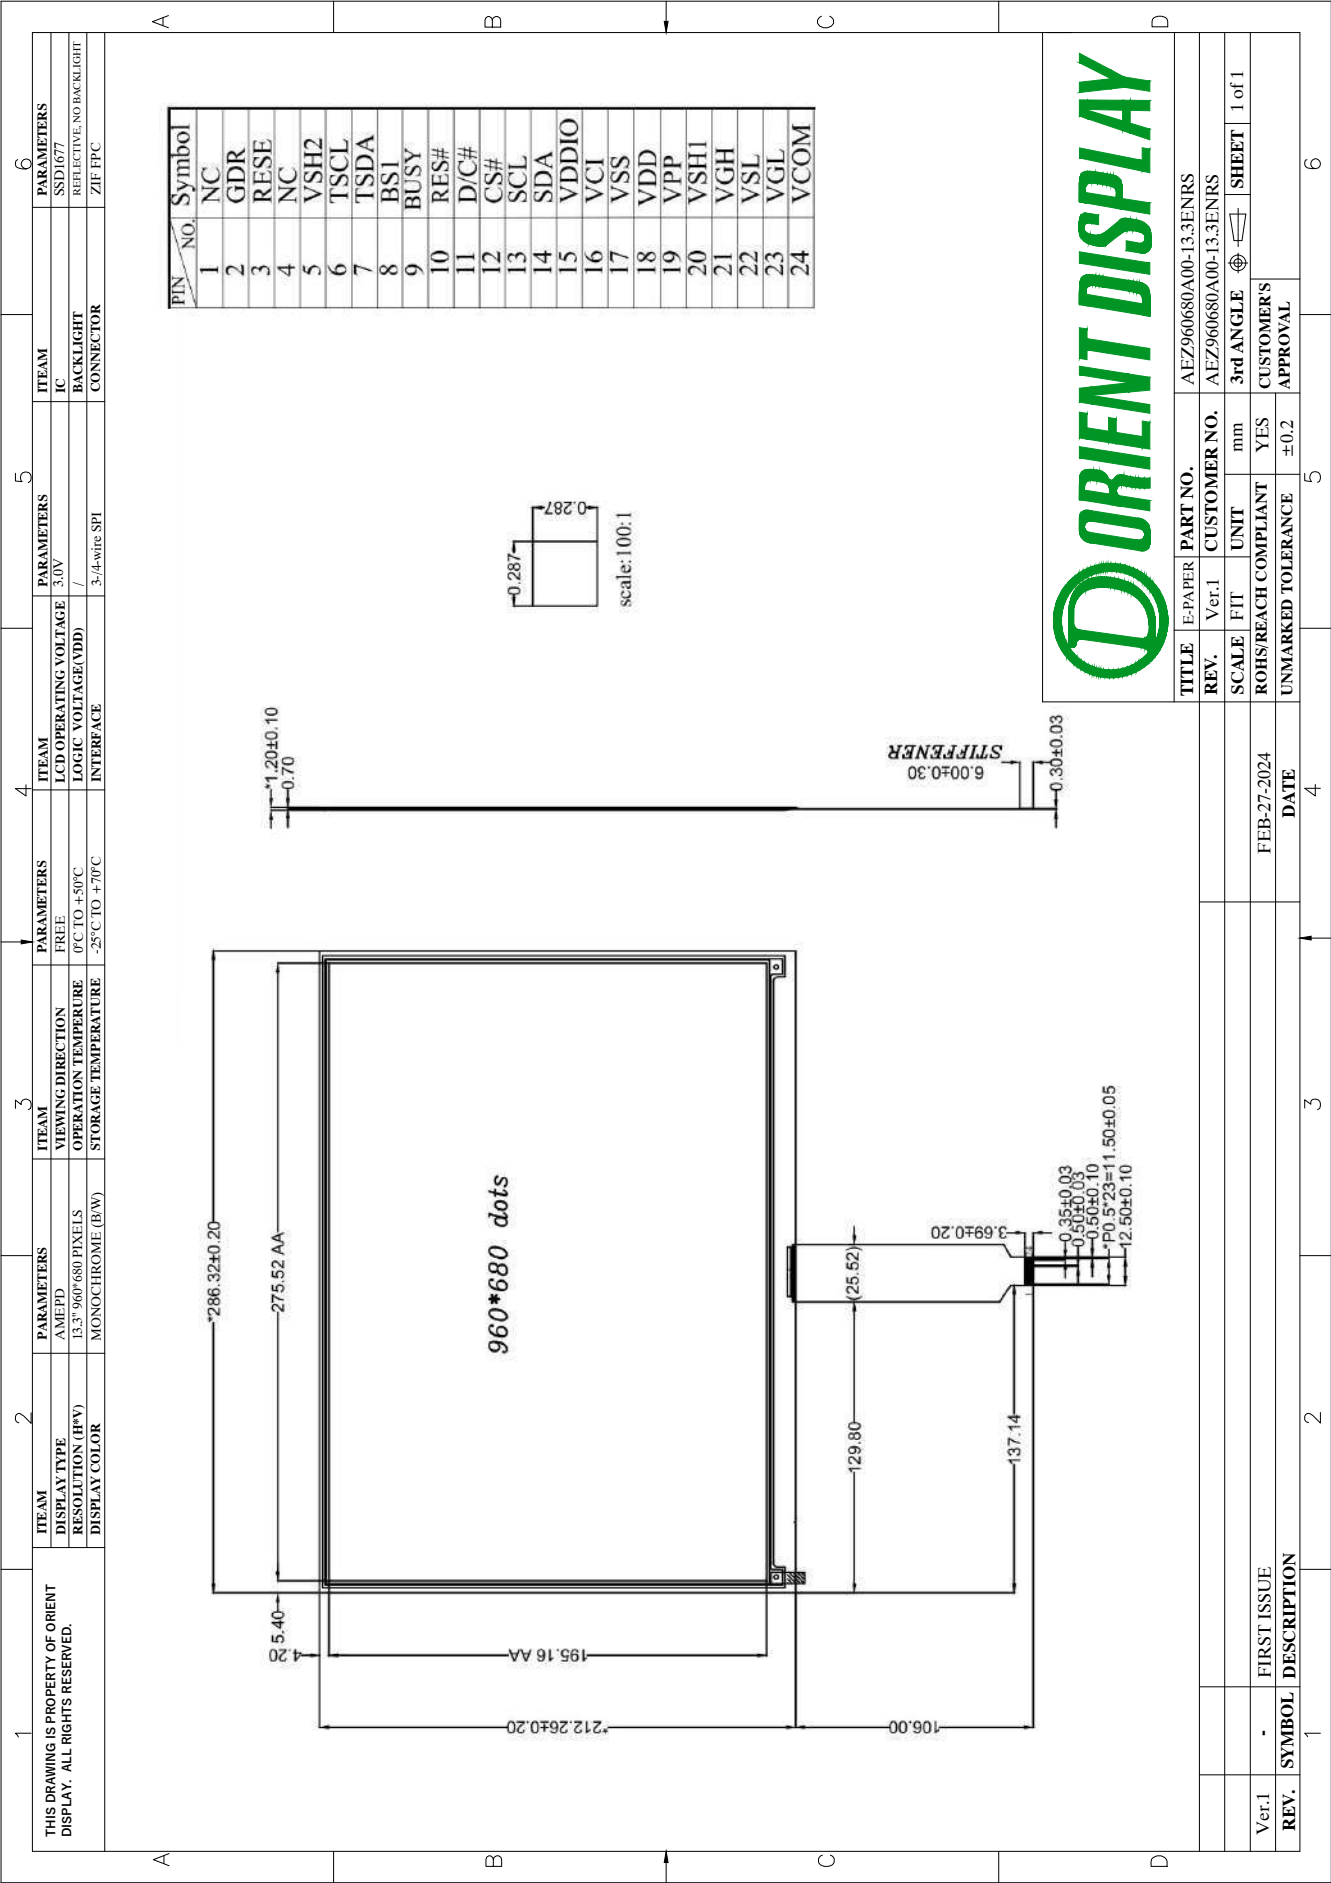 1 2 3 4 5 6
THIS DRAWING IS PROPERTY OF ORIENT
DISPLAY. ALL RIGHTS RESERVED.
ITEAM PARAMETERS ITEAM PARAMETERS ITEAM PARAMETERS ITEAM PARAMETERS
DISPLAY TYPE AMEPD VIEWING DIRECTION FREE LCD OPERATING VOLTAGE 3.0V IC SSD1677
RESOLUTION (H*V) 13.3" 960*680 PIXELS OPERATION TEMPERURE 0°C TO +50°C LOGIC VOLTAGE(VDD) / BACKLIGHT REFLECTIVE, NO BACKLIGHT
DISPLAY COLOR MONOCHROME (B/W) STORAGE TEMPERATURE -25°C TO +70°C INTERFACE 3-/4-wire SPI CONNECTOR ZIF FPC
A
A
B
B
C
C
D
D
*286.32±0.20
275.52 AA
5.40
4.20
195.16 AA
*212.26±0.20
106.00
960*680 dots
(25.52)
129.80
137.14
3.69±0.20
0.35±0.03
0.50±0.03
0.50±0.10
*P0.5*23=11.50±0.05
12.50±0.10
*1.20±0.10
0.70
STIFFENER
6.00±0.30
0.30±0.03
0.287
0.287
scale:100:1
PIN NO. Symbol
1 NC
2 GDR
3 RESE
4 NC
5 VSH2
6 TSCL
7 TSDA
8 BS1
9 BUSY
10 RES#
11 D/C#
12 CS#
13 SCL
14 SDA
15 VDDIO
16 VCI
17 VSS
18 VDD
19 VPP
20 VSH1
21 VGH
22 VSL
23 VGL
24 VCOM
D ORIENT DISPLAY
TITLE E-PAPER PART NO. AEZ960680A00-13.3ENRS
REV. Ver.1 CUSTOMER NO. AEZ960680A00-13.3ENRS
SCALE FIT UNIT mm 3rd ANGLE SHEET 1 of 1
ROHS/REACH COMPLIANT YES CUSTOMER'S
APPROVAL
UNMARKED TOLERANCE ±0.2
Ver.1 - FIRST ISSUE FEB-27-2024
REV. SYMBOL DESCRIPTION DATE
1 2 3 4 5 6